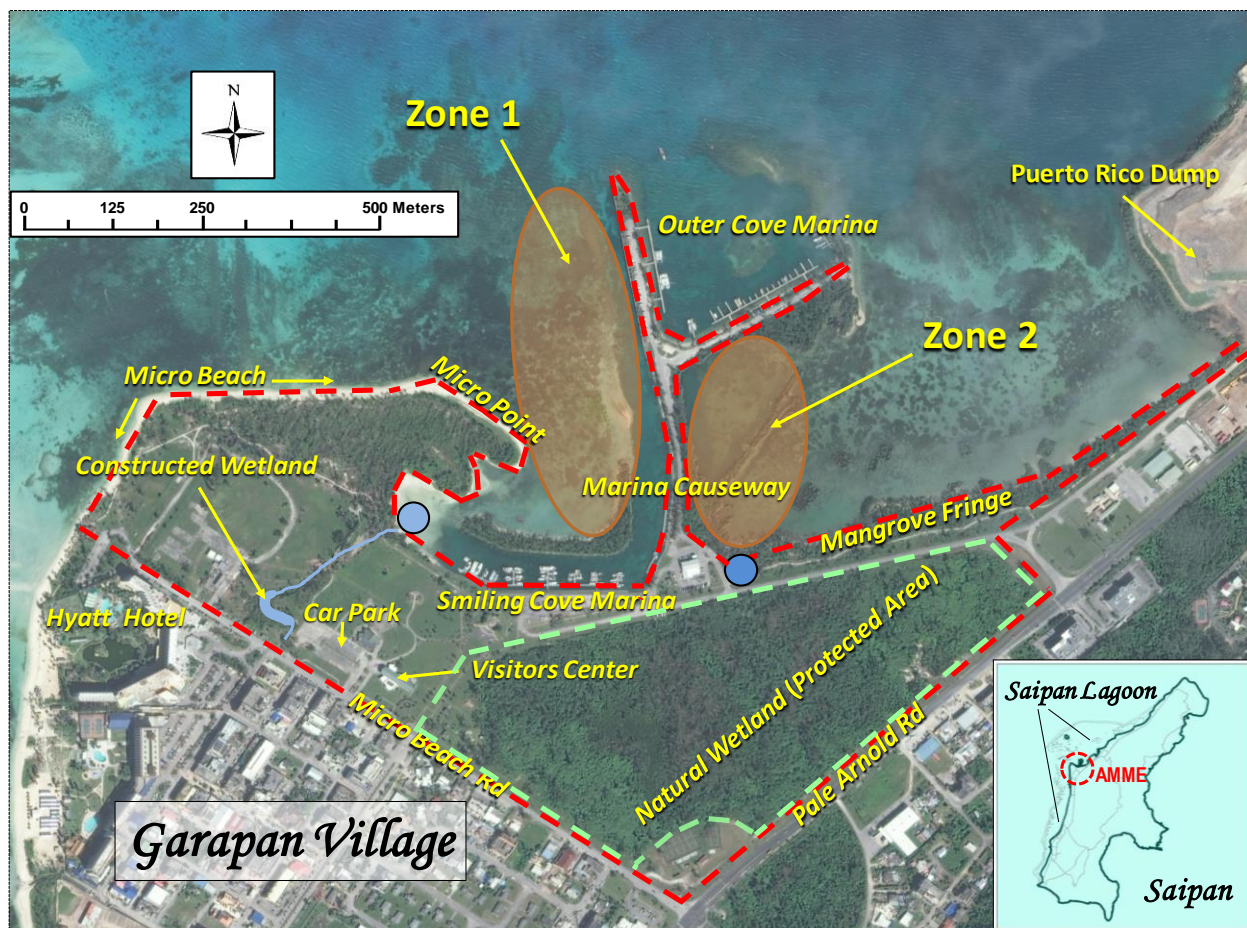 N
0 125 250 500 Meters
Zone 1
Puerto Rico Dump
Outer Cove Marina
Zone 2
Micro Beach
Micro Point
Constructed Wetland
Marina Causeway
Mangrove Fringe
Hyatt Hotel
Car Park
Smiling Cove Marina
Visitors Center
Natural Wetland (Protected Area)
Micro Beach Rd
Pale Arnold Rd
Garapan Village
Saipan Lagoon
AMME
Saipan